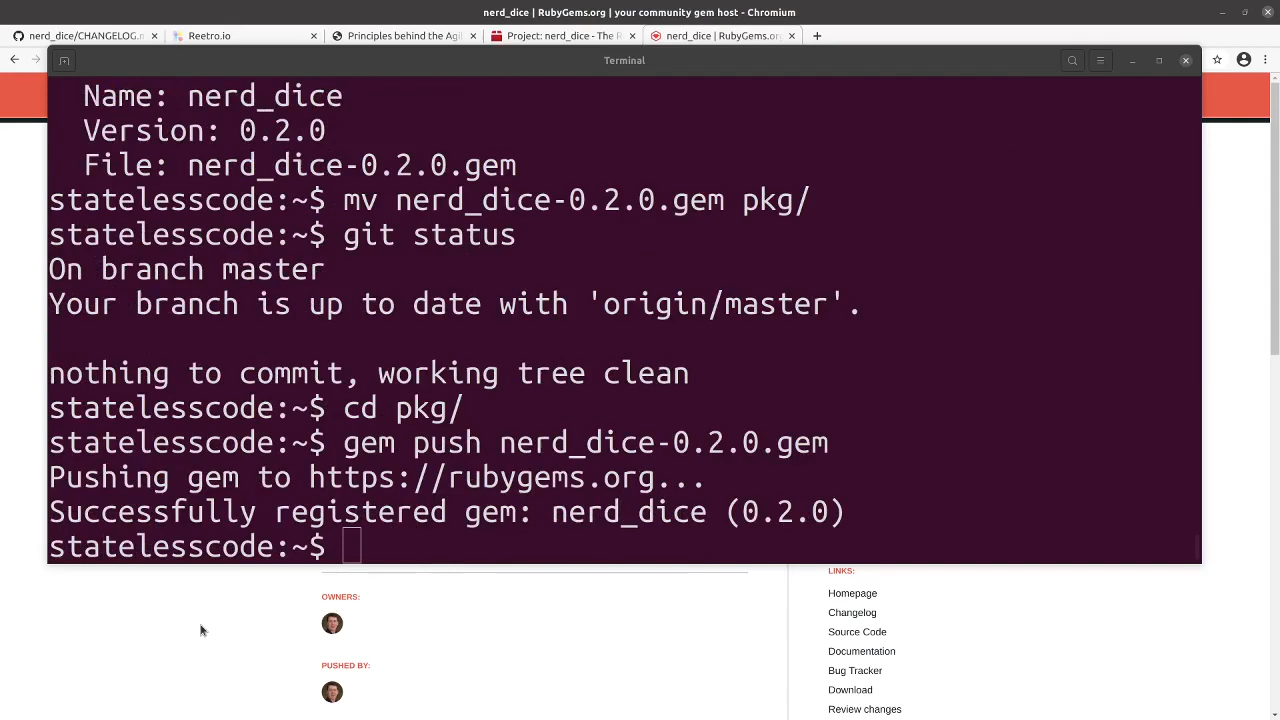 nerd_dice | RubyGems.org | your community gem host - Chromium
nerd_dice/CHANGELOG.m
Reetro.io
Principles behind the Agil
Project: nerd_dice - The R
nerd_dice | RubyGems.org
Terminal
Name: nerd_dice
Version: 0.2.0
File: nerd_dice-0.2.0.gem
statelesscode:~$ mv nerd_dice-0.2.0.gem pkg/
statelesscode:~$ git status
On branch master
Your branch is up to date with 'origin/master'.
nothing to commit, working tree clean
statelesscode:~$ cd pkg/
statelesscode:~$ gem push nerd_dice-0.2.0.gem
Pushing gem to https://rubygems.org...
Successfully registered gem: nerd_dice (0.2.0)
statelesscode:~$
OWNERS:
PUSHED BY:
LINKS:
Homepage
Changelog
Source Code
Documentation
Bug Tracker
Download
Review changes